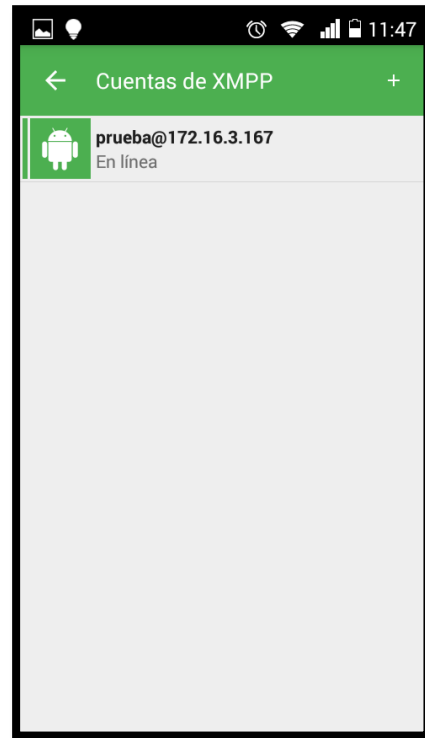 11:47
Cuentas de XMPP +
prueba@172.16.3.167
En línea